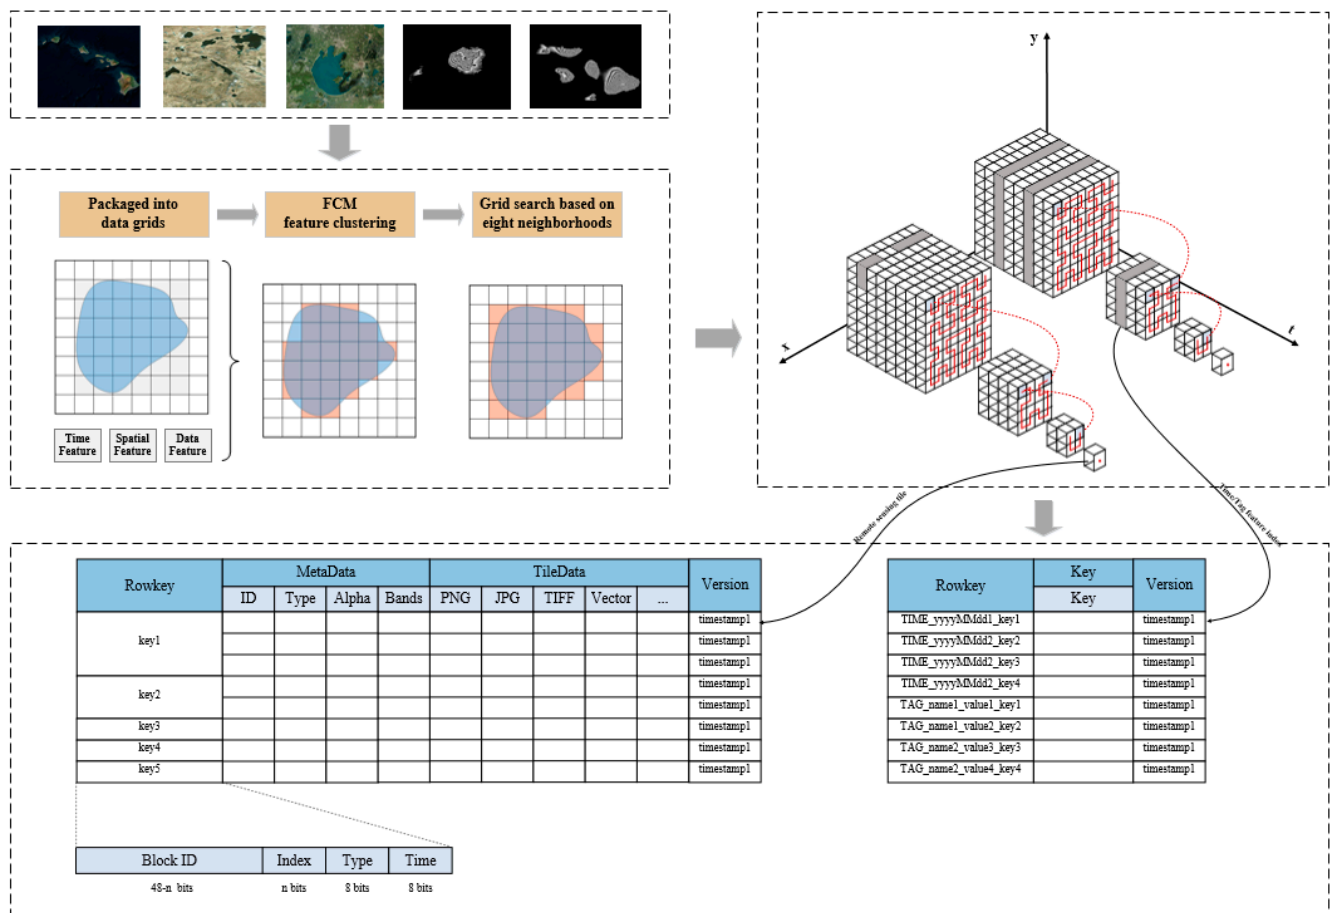 Packaged into
data grids
FCM
feature clustering
Grid search based on
eight neighborhoods
Time
Feature
Spatial
Feature
Data
Feature
y
x
t
Remote sensing tile
Time/Tag feature index
Rowkey
MetaData
TileData
Version
ID
Type
Alpha
Bands
PNG
JPG
TIFF
Vector
...
key1
timestamp1
timestamp1
timestamp1
key2
timestamp1
timestamp1
key3
timestamp1
key4
timestamp1
key5
timestamp1
Rowkey
Key
Version
Key
TIME_yyyyMMdd1_key1
timestamp1
TIME_yyyyMMdd2_key2
timestamp1
TIME_yyyyMMdd2_key3
timestamp1
TIME_yyyyMMdd2_key4
timestamp1
TAG_name1_value1_key1
timestamp1
TAG_name1_value2_key2
timestamp1
TAG_name2_value3_key3
timestamp1
TAG_name2_value4_key4
timestamp1
Block ID
Index
Type
Time
48-n bits
n bits
8 bits
8 bits